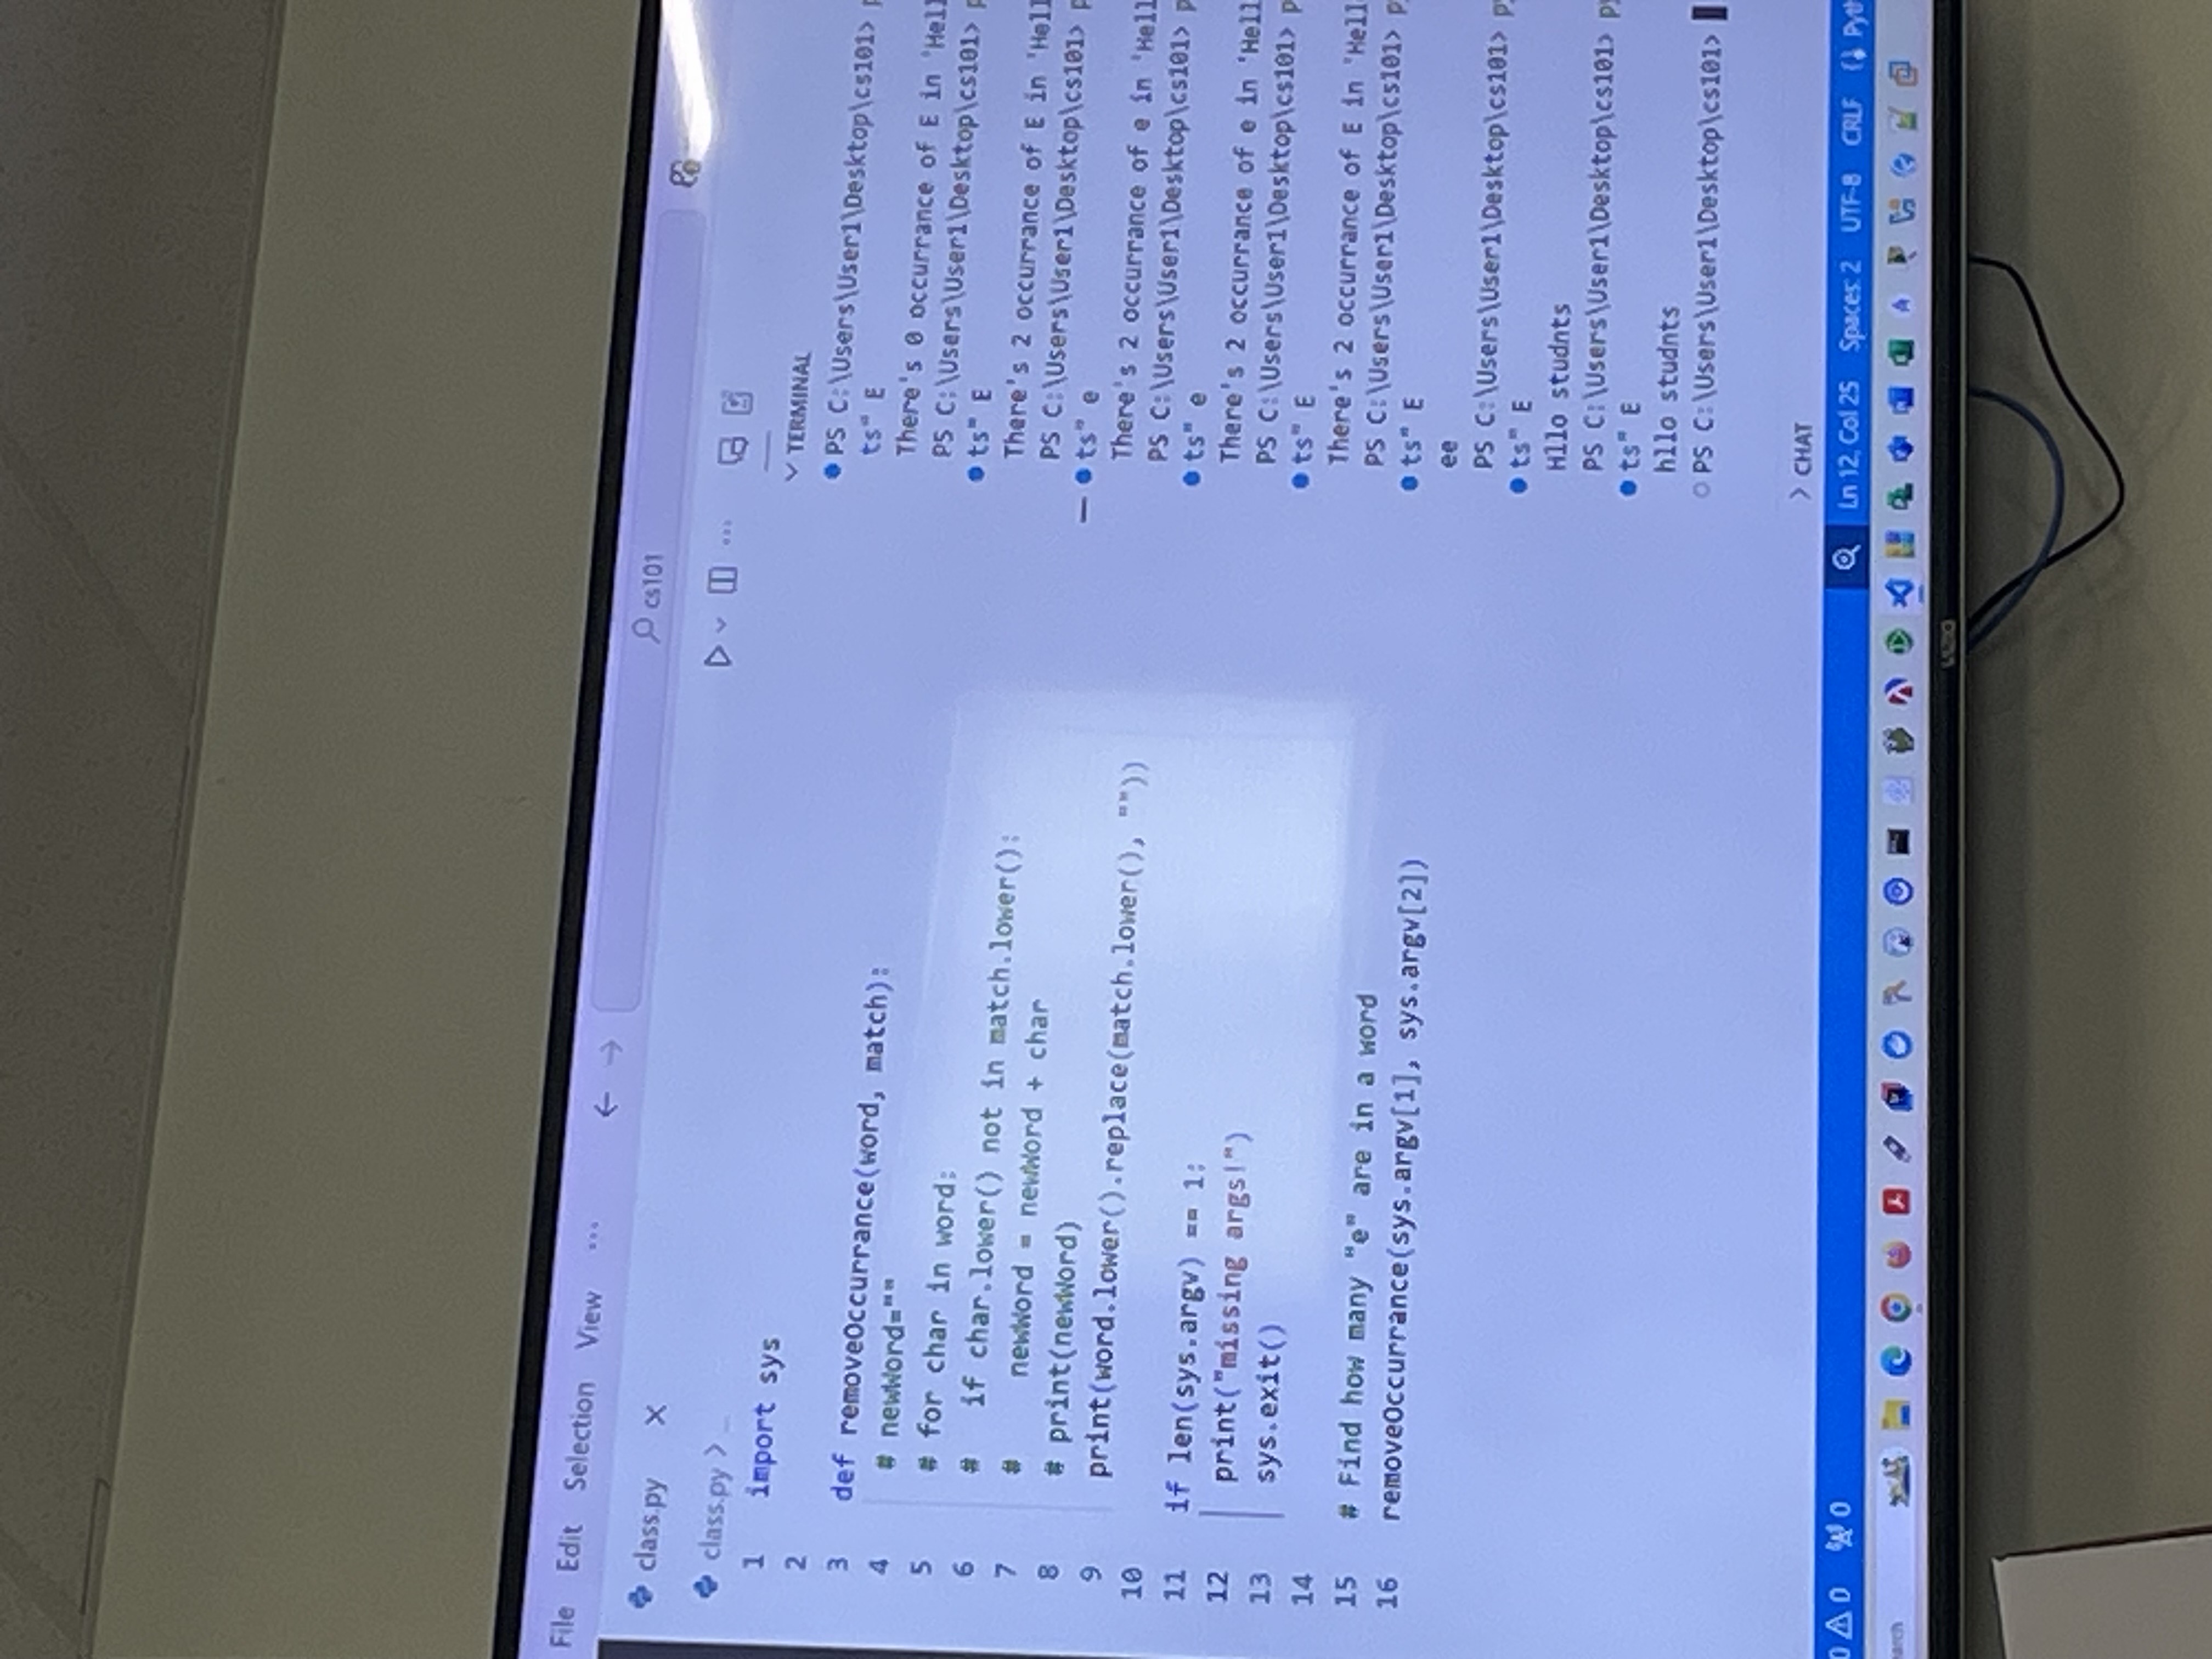 File Edit Selection View ...
cs101
class.py
class.py
1 import sys
2
3 def removeOccurrance(word, match):
4 # newWord=""
5 # for char in word:
6 # if char.lower() not in match.lower():
7 # newWord = newWord + char
8 # print(newWord)
9 print(word.lower().replace(match.lower(), ""))
10
11 if len(sys.argv) == 1:
12 print("missing args!")
13 sys.exit()
14
15 # Find how many "e" are in a word
16 removeOccurrance(sys.argv[1], sys.argv[2])
TERMINAL
PS C:\Users\User1\Desktop\cs101> p
ts" E
There's 0 occurrance of E in 'Hell
PS C:\Users\User1\Desktop\cs101> p
ts" E
There's 2 occurrance of E in 'Hell
PS C:\Users\User1\Desktop\cs101> p
ts" e
There's 2 occurrance of e in 'Hell
PS C:\Users\User1\Desktop\cs101> p
ts" e
There's 2 occurrance of e in 'Hell
PS C:\Users\User1\Desktop\cs101> p
ts" E
There's 2 occurrance of E in 'Hell
PS C:\Users\User1\Desktop\cs101> py
ts" E
ee
PS C:\Users\User1\Desktop\cs101> py
ts" E
Hllo studnts
PS C:\Users\User1\Desktop\cs101> py
ts" E
hllo studnts
PS C:\Users\User1\Desktop\cs101>
CHAT
0 0 0 Ln 12, Col 25 Spaces: 2 UTF-8 CRLF {} Pyth
earch